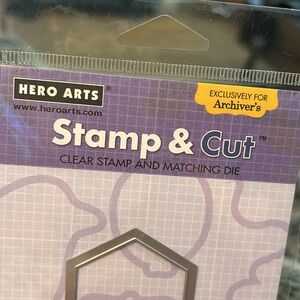 HERO ARTS®
www.heroarts.com
EXCLUSIVELY FOR
Archiver's
Stamp & Cut™
CLEAR STAMP AND MATCHING DIE